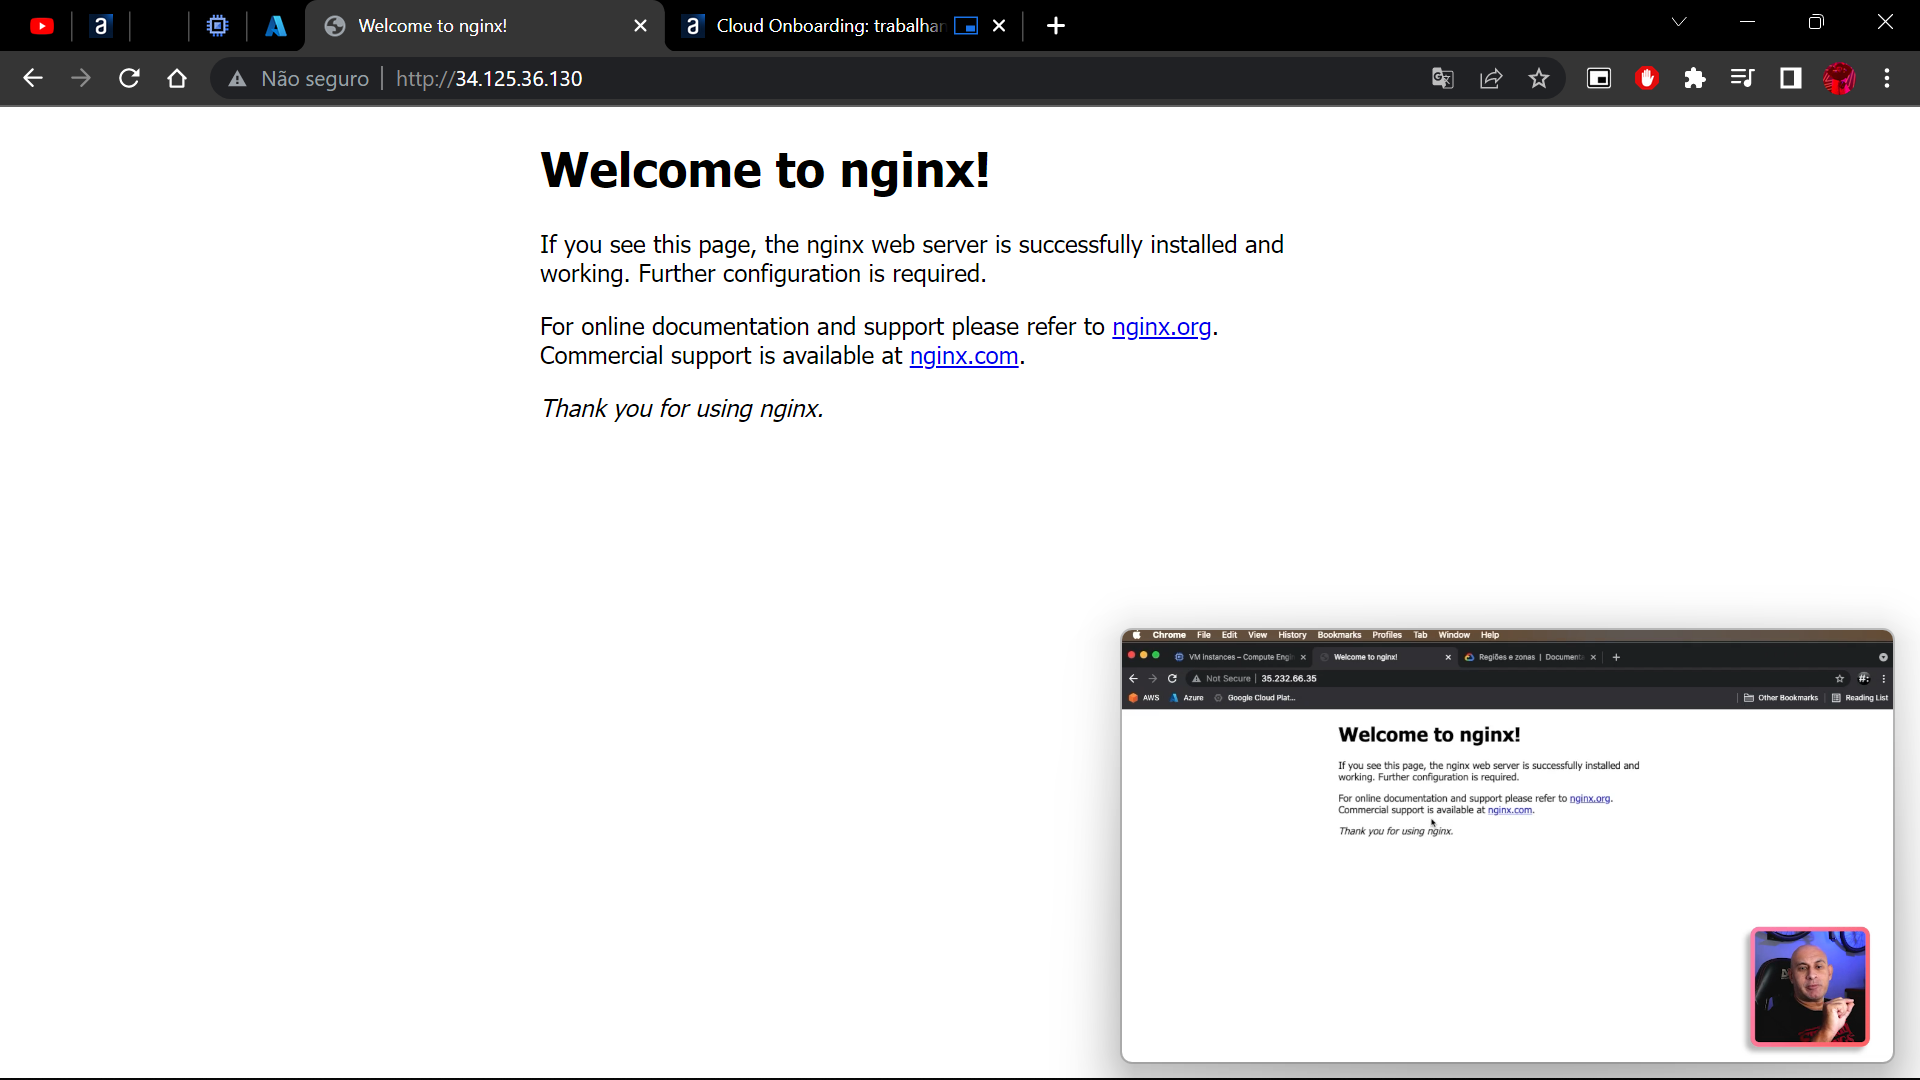 Welcome to nginx!
Cloud Onboarding: trabalhan
Não seguro
http://34.125.36.130
Welcome to nginx!
If you see this page, the nginx web server is successfully installed and
working. Further configuration is required.
For online documentation and support please refer to nginx.org.
Commercial support is available at nginx.com.
Thank you for using nginx.
Chrome File Edit View History Bookmarks Profiles Tab Window Help
VM instances – Compute Engi
Welcome to nginx!
Regiões e zonas | Documenta
Not Secure | 35.232.66.35
AWS Azure Google Cloud Plat... Other Bookmarks Reading List
Welcome to nginx!
If you see this page, the nginx web server is successfully installed and
working. Further configuration is required.
For online documentation and support please refer to nginx.org.
Commercial support is available at nginx.com.
Thank you for using nginx.